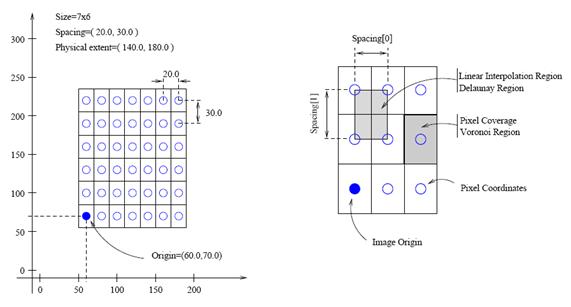 Size=7x6
Spacing=( 20.0, 30.0 )
Physical extent=( 140.0, 180.0 )
300
250
200
150
100
50
0
0
50
100
150
200
20.0
30.0
Origin=(60.0,70.0)
Spacing[0]
Spacing[1]
Linear Interpolation Region
Delaunay Region
Pixel Coverage
Voronoi Region
Pixel Coordinates
Image Origin